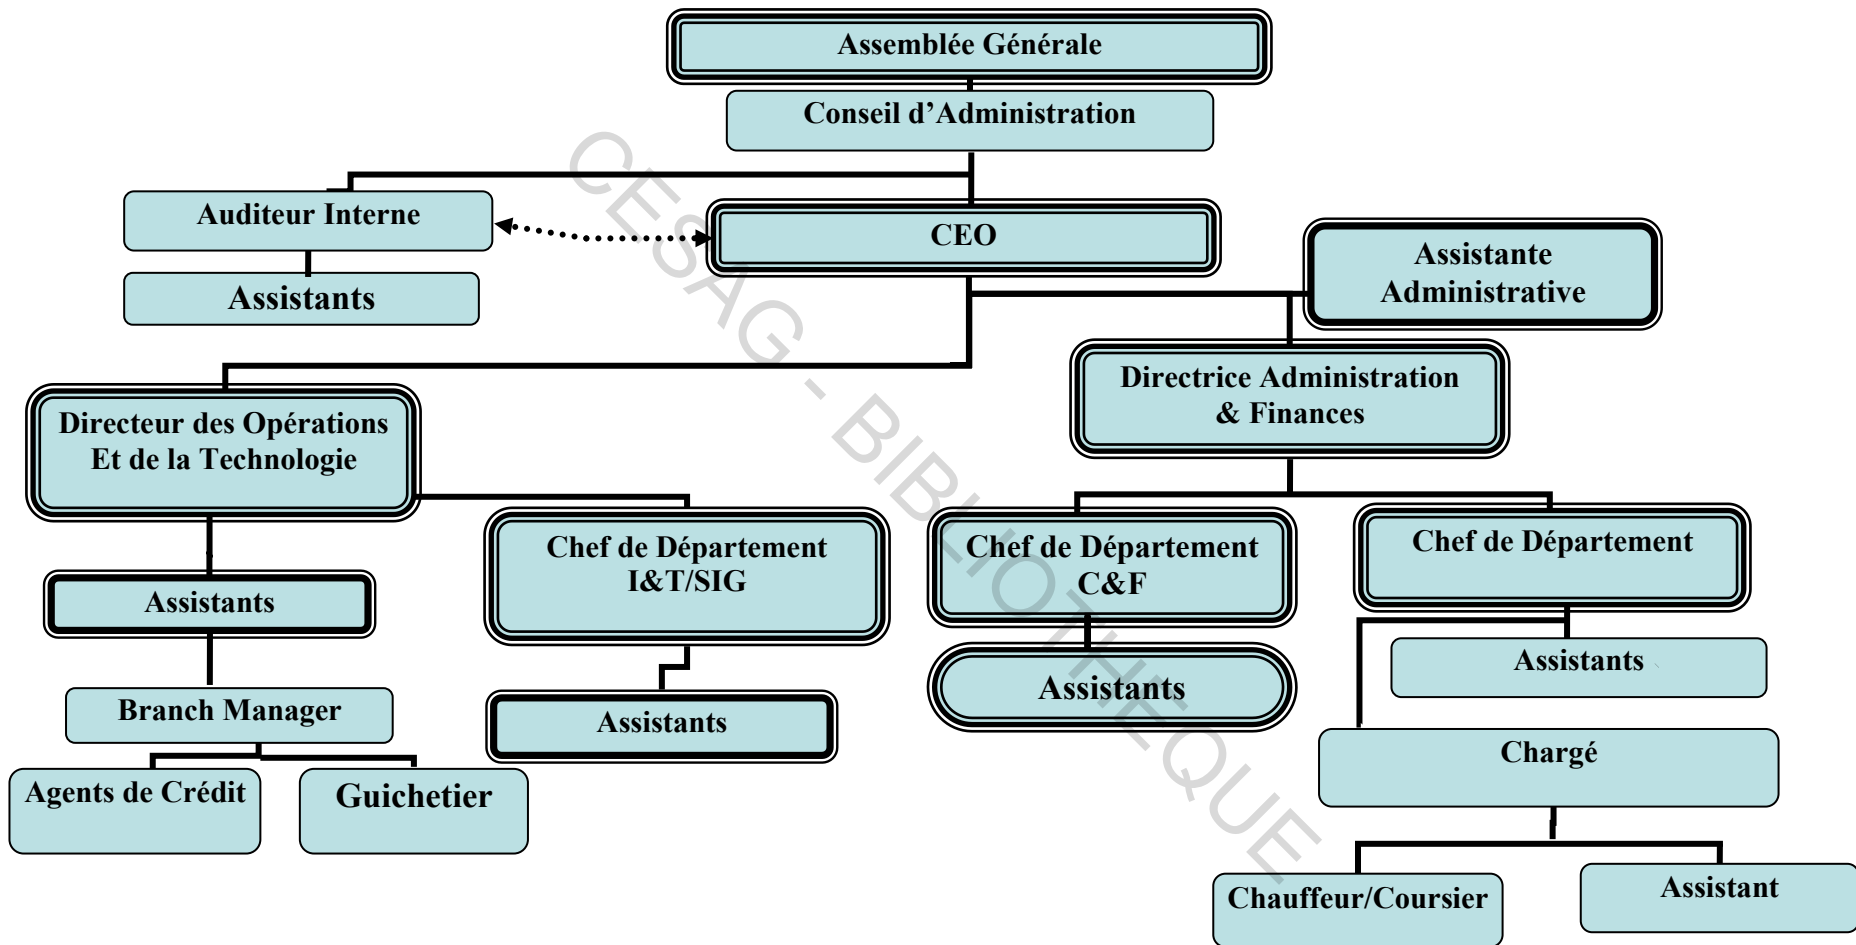 Assemblée Générale
Conseil d'Administration
Auditeur Interne
CEO
Assistante
Administrative
Assistants
Directrice Administration
& Finances
Directeur des Opérations
Et de la Technologie
Chef de Département
I&T/SIG
Chef de Département
C&F
Chef de Département
Assistants
Assistants
Assistants
Assistants
Branch Manager
Chargé
Agents de Crédit
Guichetier
Chauffeur/Coursier
Assistant
CESAG - BIBLIOTHEQUE